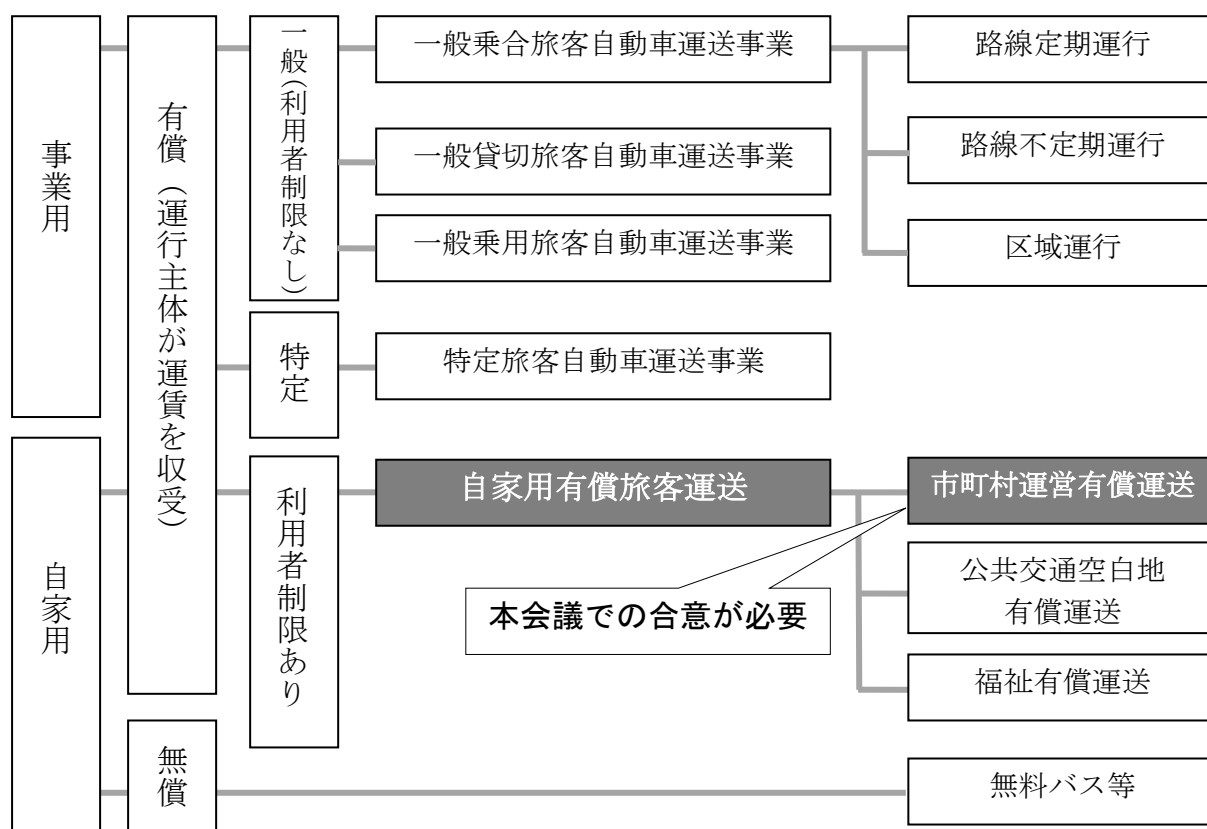 事業用
有償（運行主体が運賃を収受）
一般(利用者制限なし)
一般乗合旅客自動車運送事業
路線定期運行
路線不定期運行
区域運行
一般貸切旅客自動車運送事業
一般乗用旅客自動車運送事業
特定
特定旅客自動車運送事業
自家用
利用者制限あり
自家用有償旅客運送
市町村運営有償運送
本会議での合意が必要
公共交通空白地
有償運送
福祉有償運送
無償
無料バス等